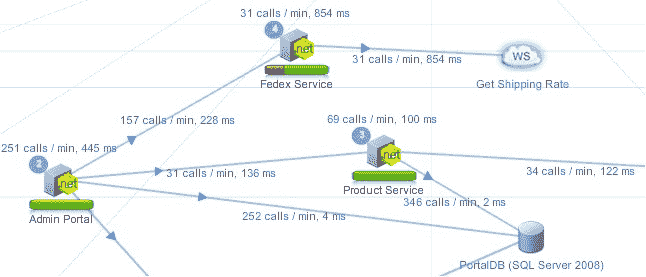 31 calls / min, 854 ms
4
.net
WS
31 calls / min, 854 ms
Fedex Service
Get Shipping Rate
157 calls / min, 228 ms
69 calls / min, 100 ms
251 calls / min, 445 ms
3
.net
2
31 calls / min, 136 ms
34 calls / min, 122 ms
.net
Product Service
346 calls / min, 2 ms
Admin Portal
252 calls / min, 4 ms
PortalDB (SQL Server 2008)